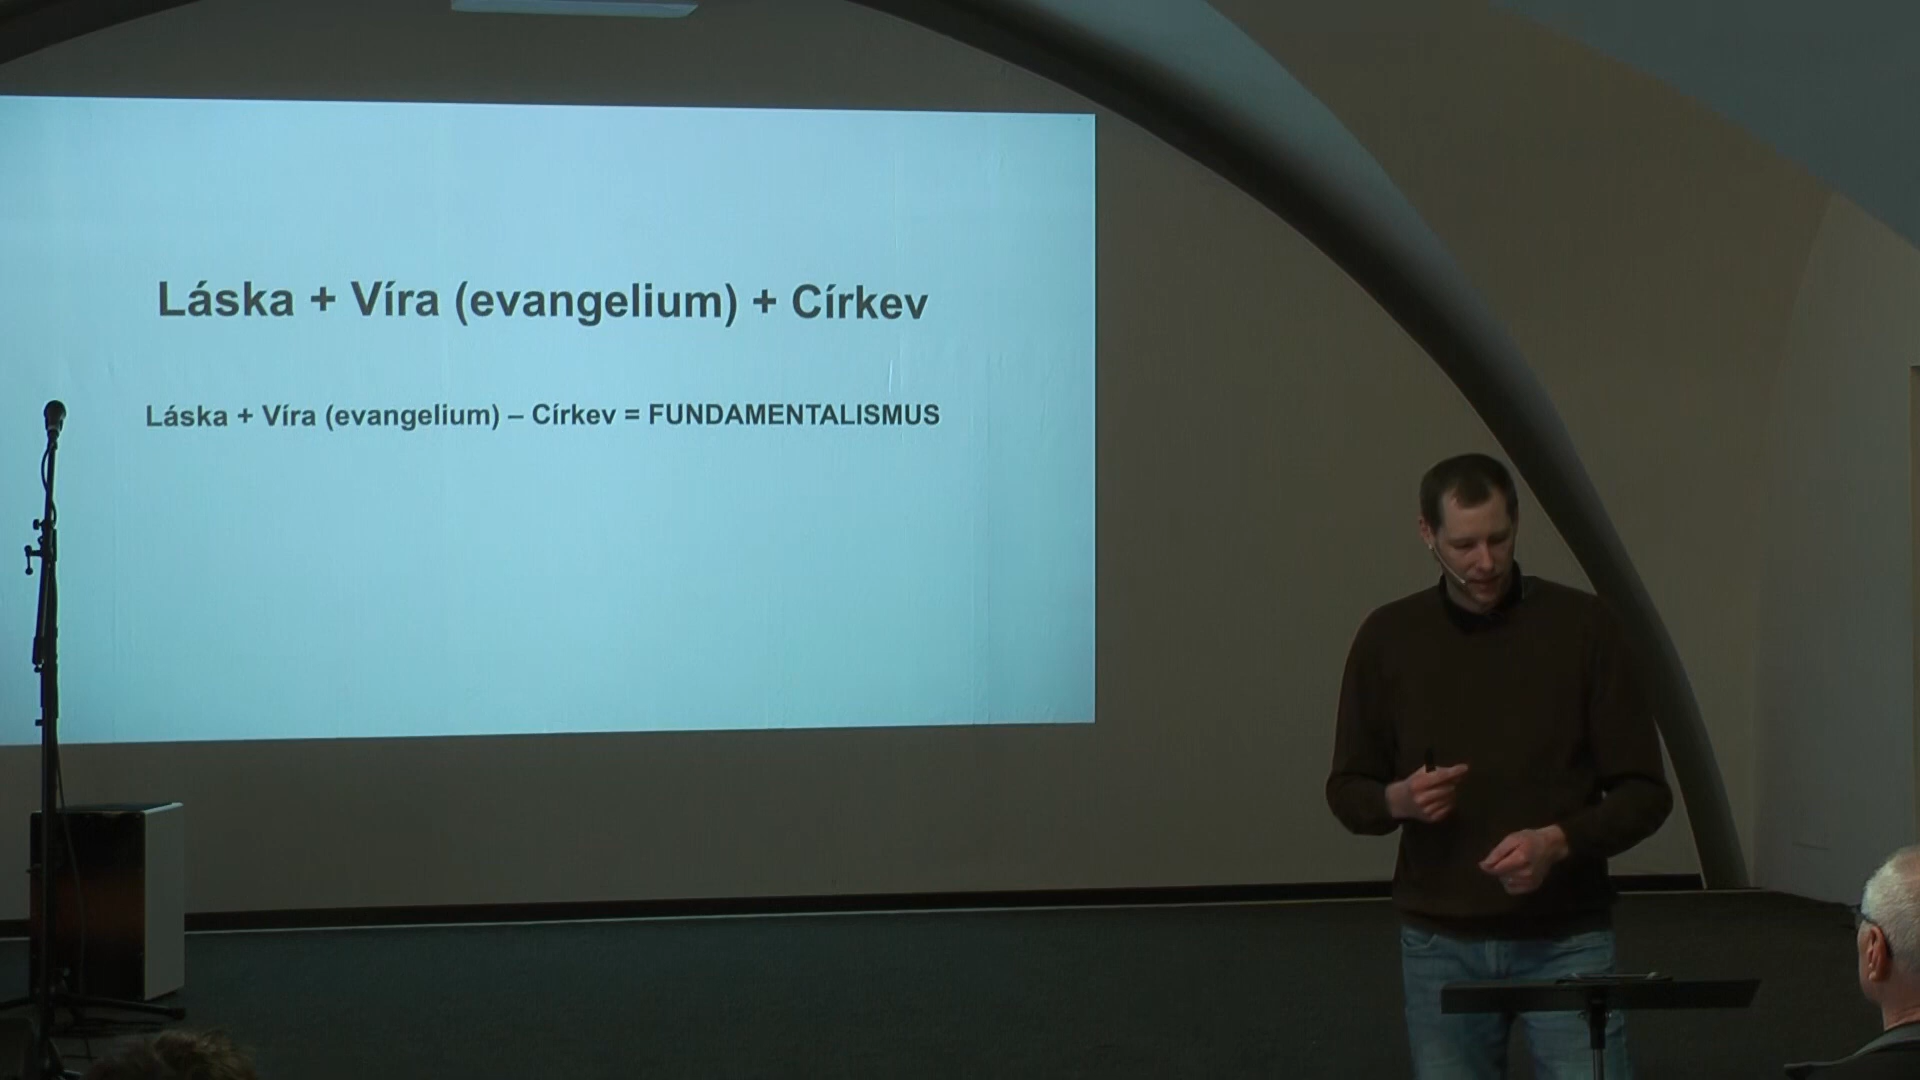 Láska + Víra (evangelium) + Církev
Láska + Víra (evangelium) – Církev = FUNDAMENTALISMUS